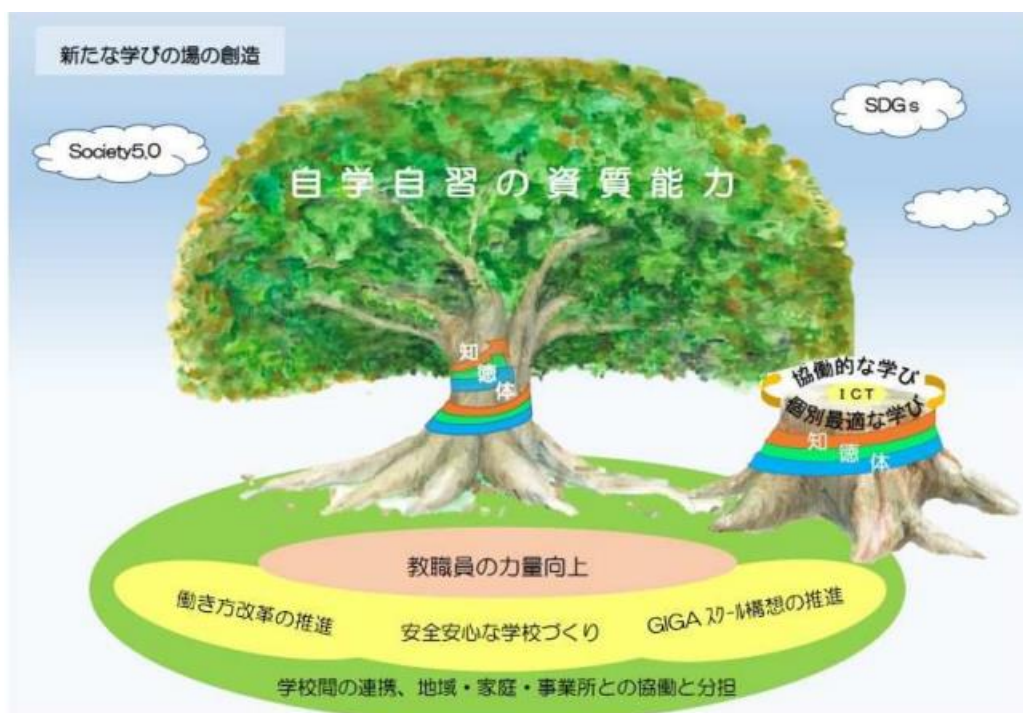 新たな学びの場の創造
SDGs
Society5.0
自学自習の資質能力
知
徳
体
協働的な学び
ICT
個別最適な学び
知
徳
体
教職員の力量向上
働き方改革の推進
安全安心な学校づくり
GIGAスクール構想の推進
学校間の連携、地域・家庭・事業所との協働と分担